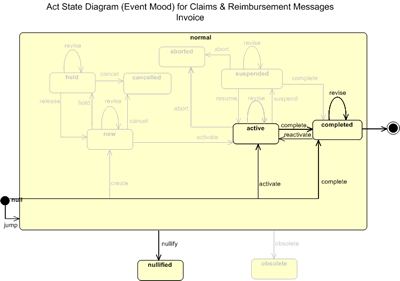 Act State Diagram (Event Mood) for Claims & Reimbursement Messages
Invoice
normal
revise
revise
aborted
abort
held
cancel
cancelled
suspended
complete
release
hold
revise
resume
revise
suspend
revise
cancel
abort
new
activate
active
complete
reactivate
completed
null
create
activate
complete
jump
nullify
obsolete
nullified
obsolete